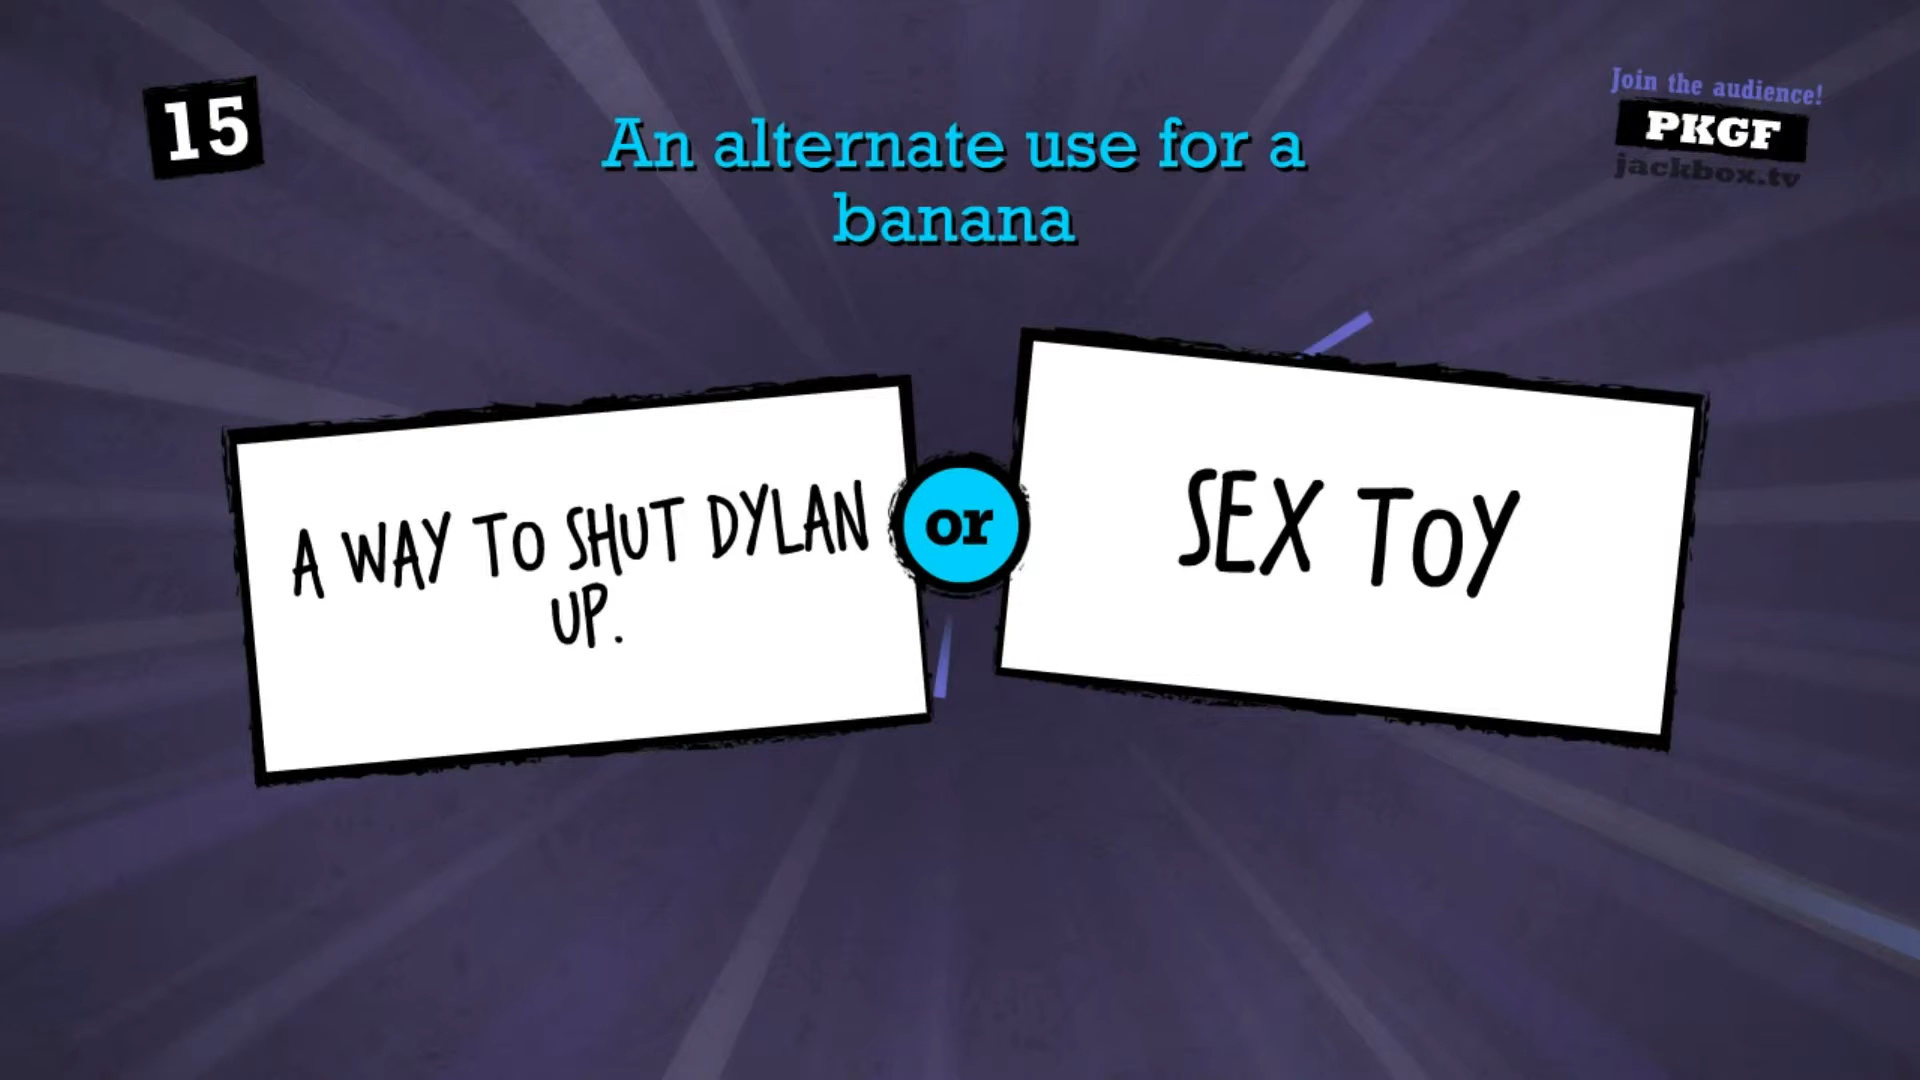 15
Join the audience!
PKGF
jackbox.tv
An alternate use for a
banana
A WAY TO SHUT DYLAN
UP.
or
SEX TOY